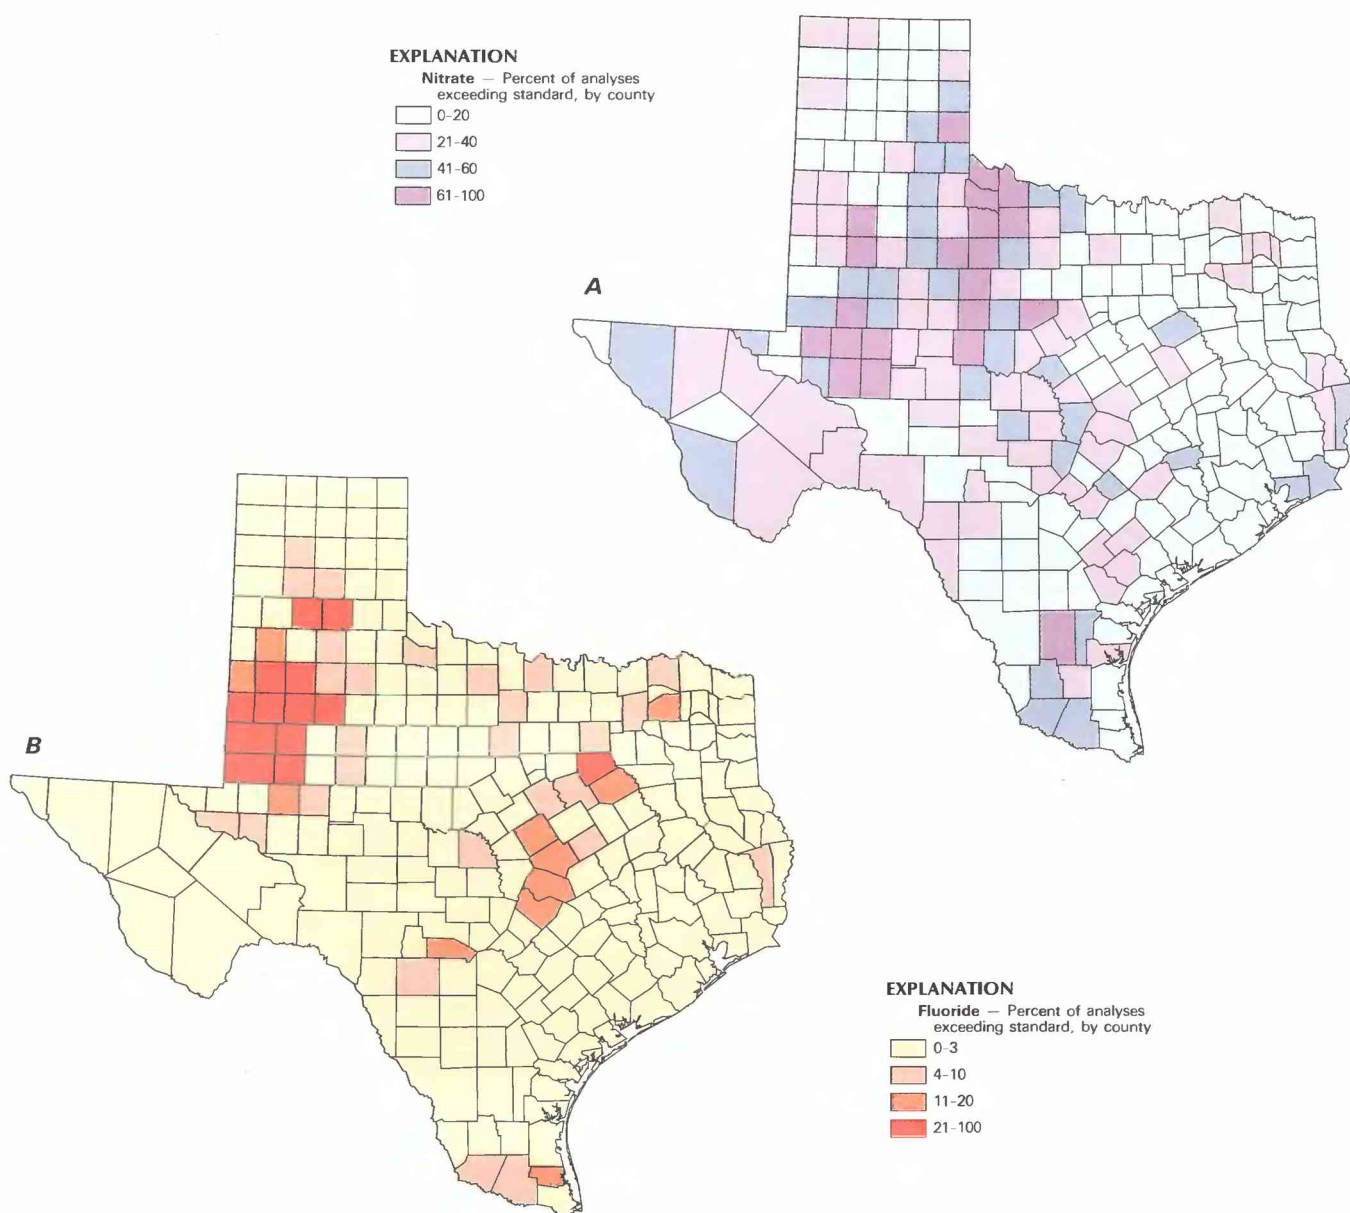 EXPLANATION
Nitrate — Percent of analyses
exceeding standard, by county
0-20
21-40
41-60
61-100
A
B
EXPLANATION
Fluoride — Percent of analyses
exceeding standard, by county
0-3
4-10
11-20
21-100